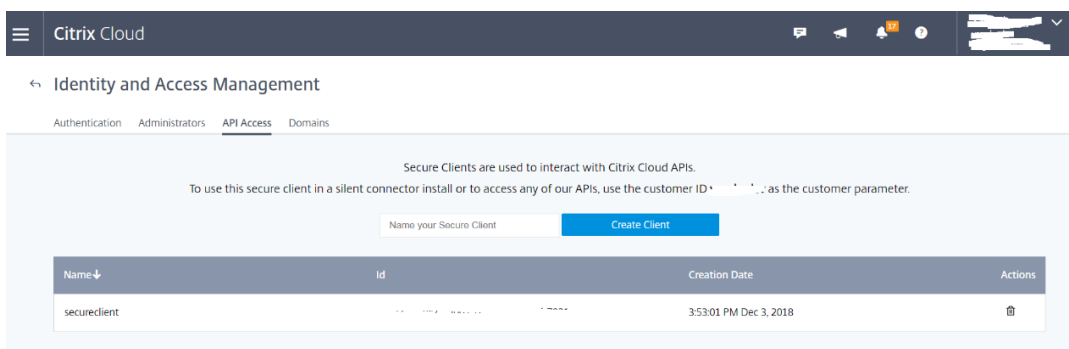 Citrix Cloud
17
?
Identity and Access Management
Authentication Administrators API Access Domains
Secure Clients are used to interact with Citrix Cloud APIs.
To use this secure client in a silent connector install or to access any of our APIs, use the customer ID as the customer parameter.
Name your Secure Client Create Client
Name Id Creation Date Actions
secureclient 3:53:01 PM Dec 3, 2018